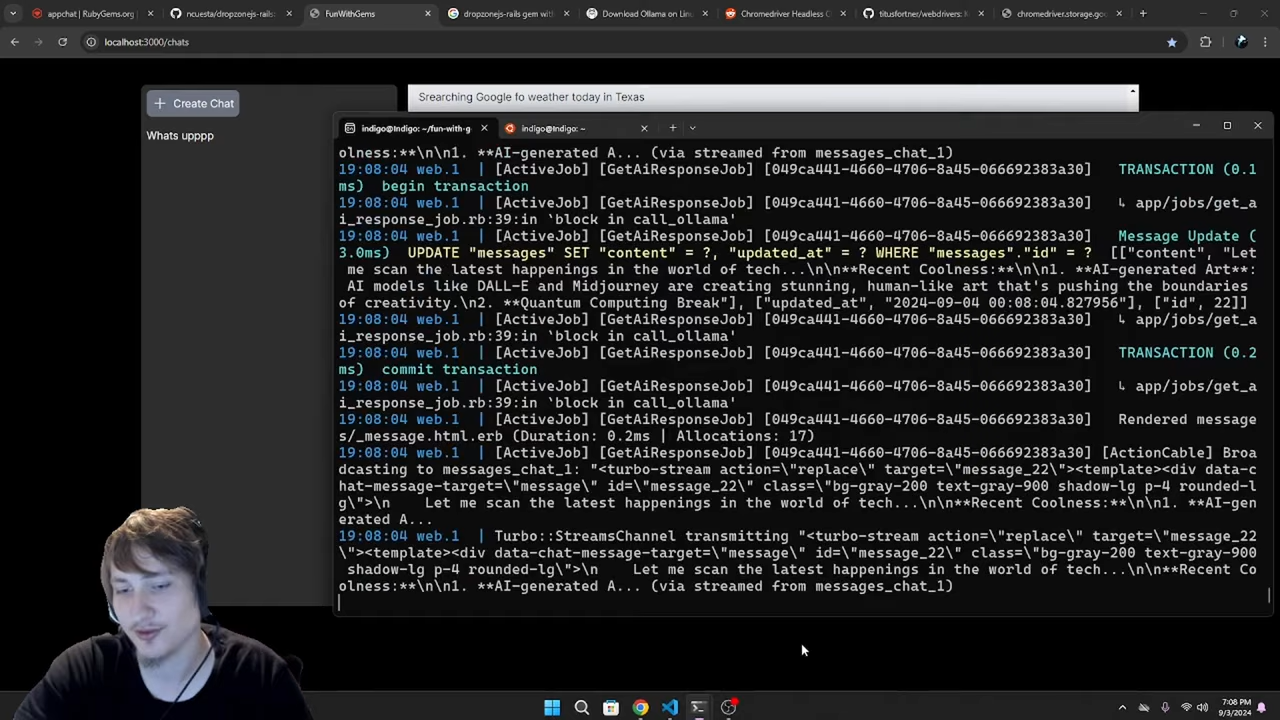 appchat | RubyGems.org
ncuesta/dropzonejs-rails:
FunWithGems
dropzonejs-rails gem with
Download Ollama on Linu
Chromedriver Headless C
titusfortner/webdrivers:
chromedriver.storage.goo
localhost:3000/chats
Create Chat
Srearching Google fo weather today in Texas
Whats upppp
indigo@Indigo: ~/fun-with-g
indigo@Indigo: ~
olness:**\n\n1. **AI-generated A... (via streamed from messages_chat_1)
19:08:04 web.1 | [ActiveJob] [GetAiResponseJob] [049ca441-4660-4706-8a45-066692383a30] TRANSACTION (0.1
ms) begin transaction
19:08:04 web.1 | [ActiveJob] [GetAiResponseJob] [049ca441-4660-4706-8a45-066692383a30] ↳ app/jobs/get_a
i_response_job.rb:39:in `block in call_ollama'
19:08:04 web.1 | [ActiveJob] [GetAiResponseJob] [049ca441-4660-4706-8a45-066692383a30] Message Update (
3.0ms) UPDATE "messages" SET "content" = ?, "updated_at" = ? WHERE "messages"."id" = ? [["content", "Let
me scan the latest happenings in the world of tech...\n\n**Recent Coolness:**\n\n1. **AI-generated Art**:
AI models like DALL-E and Midjourney are creating stunning, human-like art that's pushing the boundaries
of creativity.\n2. **Quantum Computing Break"], ["updated_at", "2024-09-04 00:08:04.827956"], ["id", 22]]
19:08:04 web.1 | [ActiveJob] [GetAiResponseJob] [049ca441-4660-4706-8a45-066692383a30] ↳ app/jobs/get_a
i_response_job.rb:39:in `block in call_ollama'
19:08:04 web.1 | [ActiveJob] [GetAiResponseJob] [049ca441-4660-4706-8a45-066692383a30] TRANSACTION (0.2
ms) commit transaction
19:08:04 web.1 | [ActiveJob] [GetAiResponseJob] [049ca441-4660-4706-8a45-066692383a30] ↳ app/jobs/get_a
i_response_job.rb:39:in `block in call_ollama'
19:08:04 web.1 | [ActiveJob] [GetAiResponseJob] [049ca441-4660-4706-8a45-066692383a30] Rendered message
s/_message.html.erb (Duration: 0.2ms | Allocations: 17)
19:08:04 web.1 | [ActiveJob] [GetAiResponseJob] [049ca441-4660-4706-8a45-066692383a30] [ActionCable] Broa
dcasting to messages_chat_1: "<turbo-stream action=\"replace\" target=\"message_22\"><template><div data-c
hat-message-target=\"message\" id=\"message_22\" class=\"bg-gray-200 text-gray-900 shadow-lg p-4 rounded-l
g\">\n    Let me scan the latest happenings in the world of tech...\n\n**Recent Coolness:**\n\n1. **AI-gen
erated A...
19:08:04 web.1 | Turbo::StreamsChannel transmitting "<turbo-stream action=\"replace\" target=\"message_22
\"><template><div data-chat-message-target=\"message\" id=\"message_22\" class=\"bg-gray-200 text-gray-900
shadow-lg p-4 rounded-lg\">\n    Let me scan the latest happenings in the world of tech...\n\n**Recent Co
olness:**\n\n1. **AI-generated A... (via streamed from messages_chat_1)
7:08 PM
9/3/2024